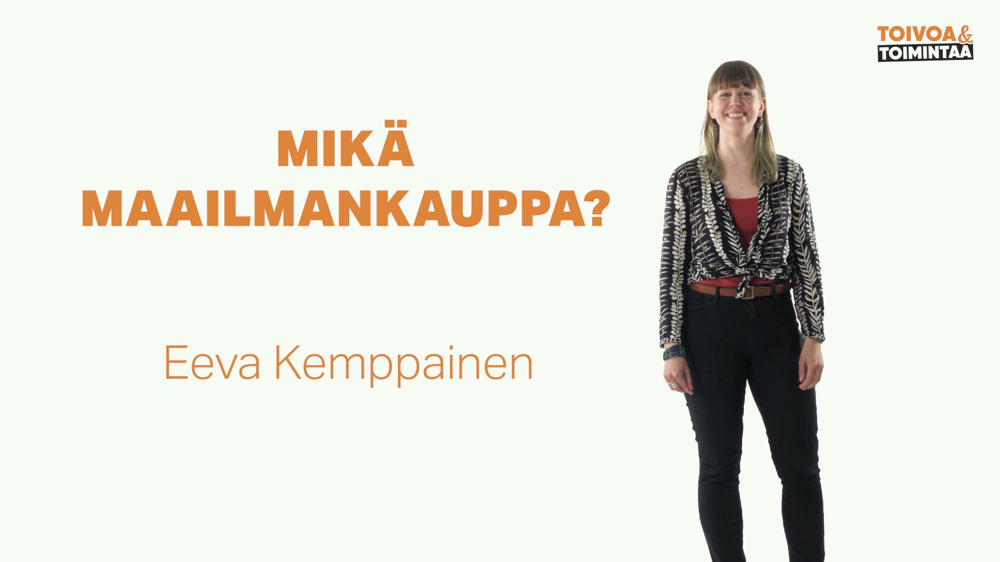 TOIVOA&
TOIMINTAA
MIKÄ
MAAILMANKAUPPA?
Eeva Kemppainen